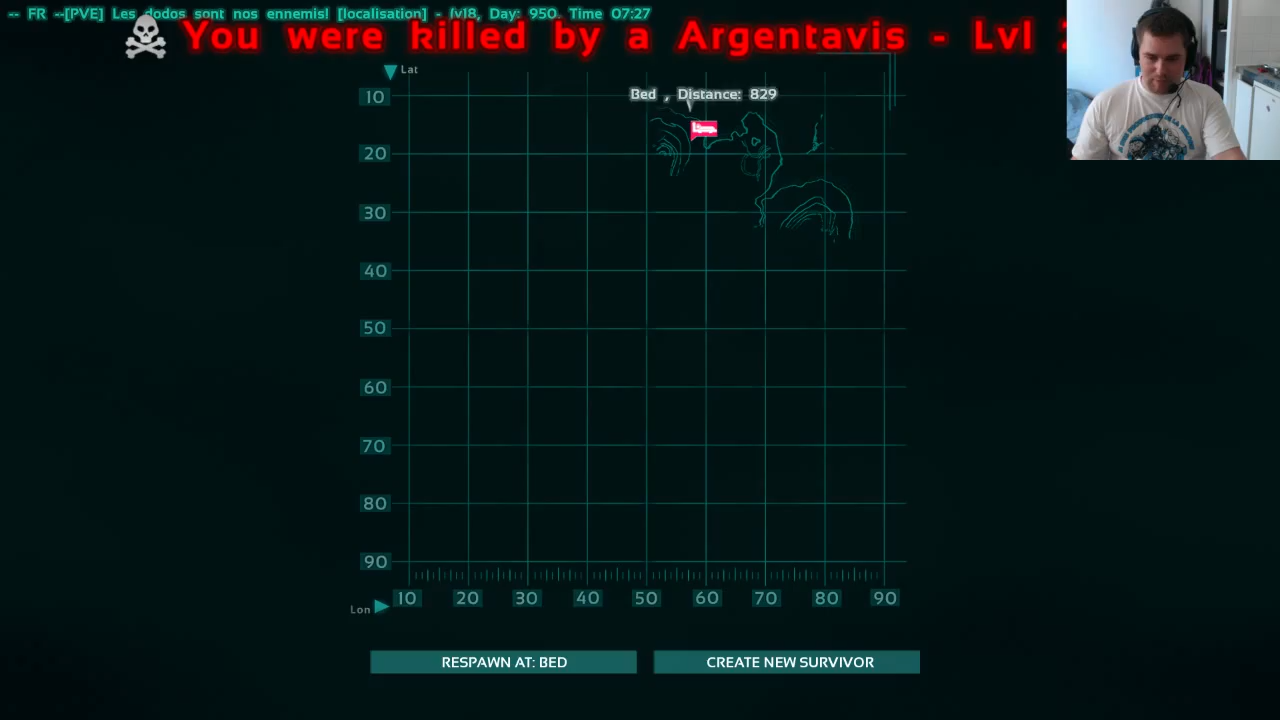 -- FR --[PVE] Les dodos sont nos ennemis! [localisation] - (v18, Day: 950, Time 07:27
You were killed by a Argentavis - Lvl
Lat
Bed , Distance: 829
10
20
30
40
50
60
70
80
90
Lon
10 20 30 40 50 60 70 80 90
RESPAWN AT: BED
CREATE NEW SURVIVOR